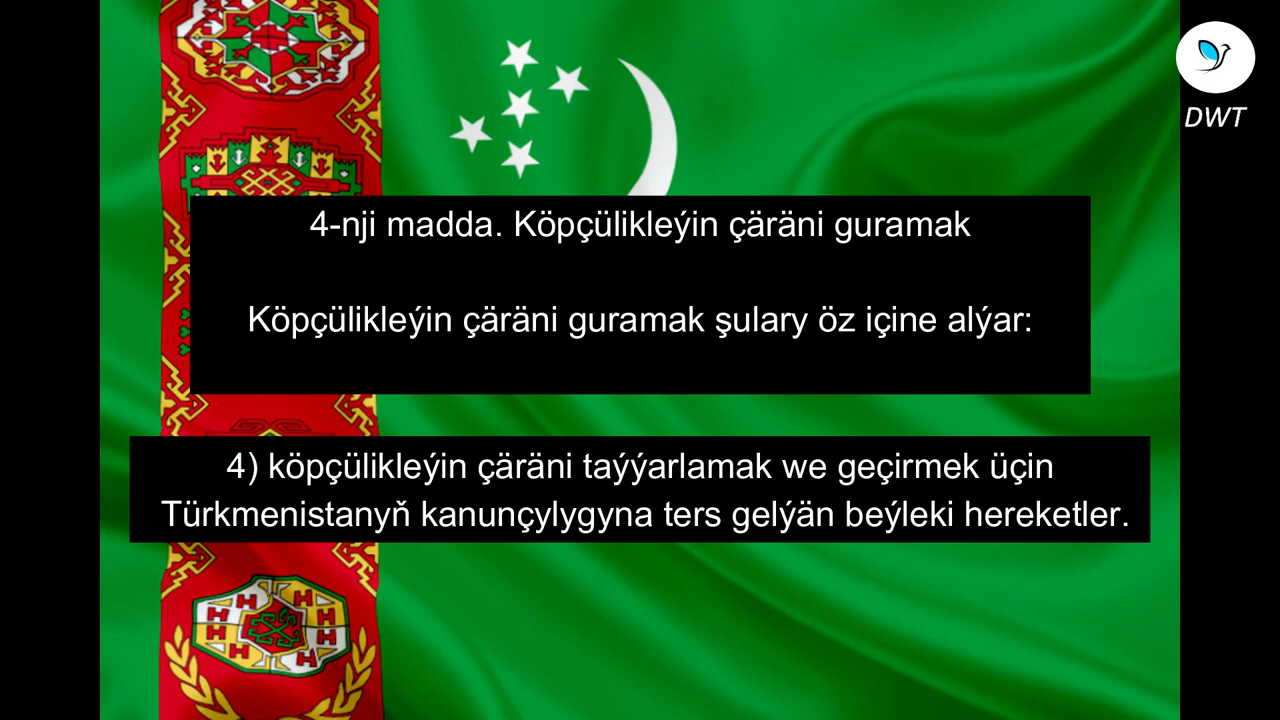 DWT
4-nji madda. Köpçülikleýin çäräni guramak
Köpçülikleýin çäräni guramak şulary öz içine alýar:
4) köpçülikleýin çäräni taýýarlamak we geçirmek üçin
Türkmenistanyň kanunçylygyna ters gelýän beýleki hereketler.